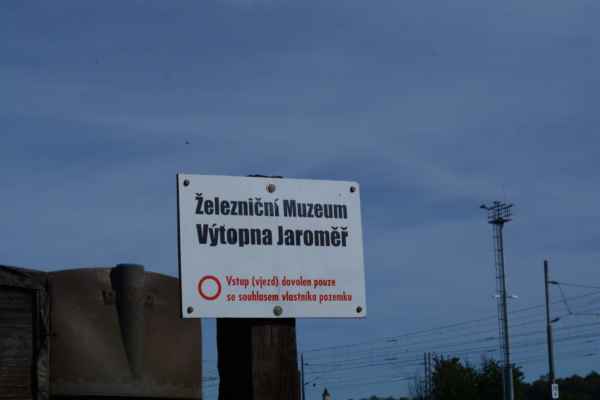 Železniční Muzeum
Výtopna Jaroměř
Vstup (vjezd) dovolen pouze
se souhlasem vlastníka pozemku